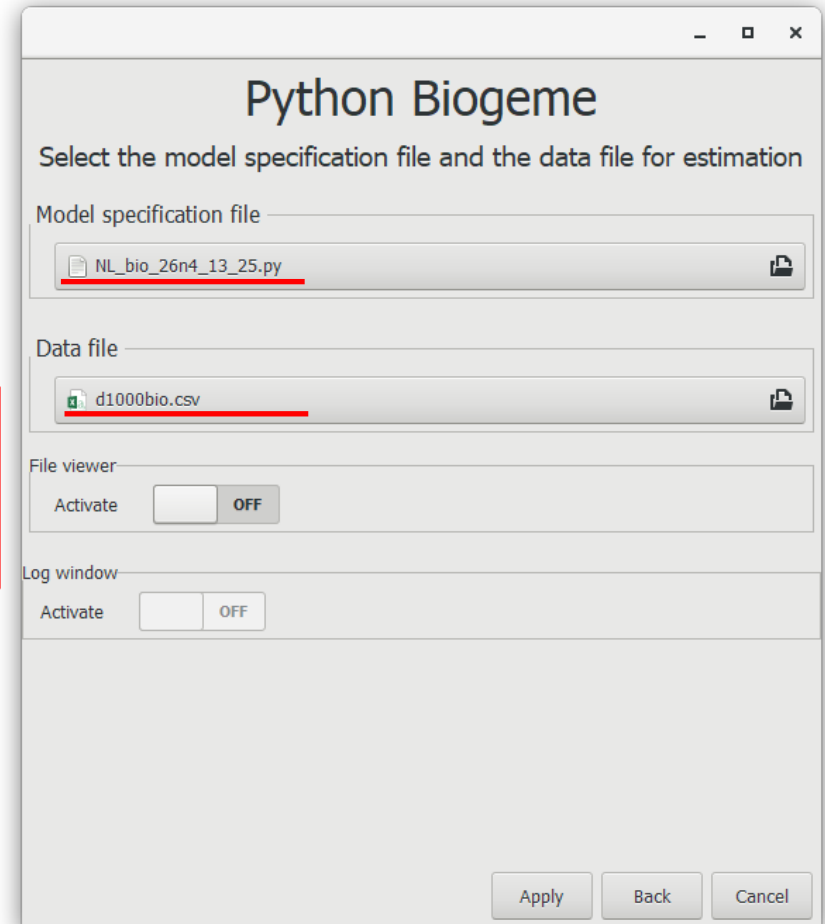 Python Biogeme
Select the model specification file and the data file for estimation
Model specification file
NL_bio_26n4_13_25.py
Data file
d1000bio.csv
File viewer
Activate OFF
Log window
Activate OFF
Apply Back Cancel